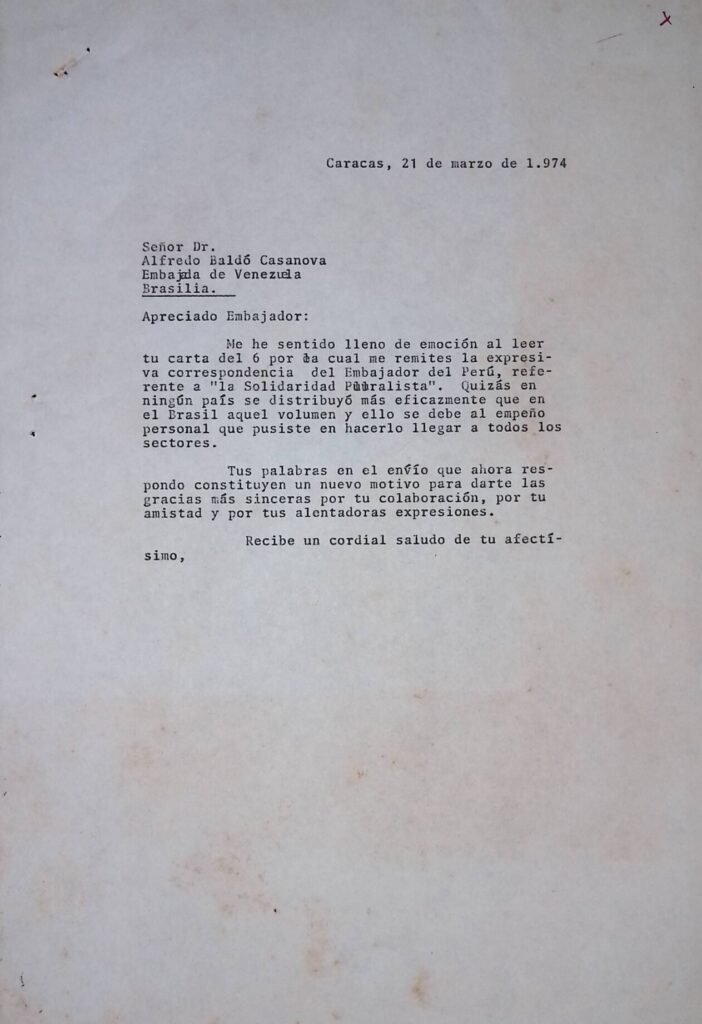 X
Caracas, 21 de marzo de 1.974
Señor Dr.
Alfredo Baldó Casanova
Embajada de Venezuela
Brasilia.
Apreciado Embajador:
Me he sentido lleno de emoción al leer
tu carta del 6 por la cual me remites la expresi-
va correspondencia del Embajador del Perú, refe-
rente a "la Solidaridad Pluralista". Quizás en
ningún país se distribuyó más eficazmente que en
el Brasil aquel volumen y ello se debe al empeño
personal que pusiste en hacerlo llegar a todos los
sectores.
Tus palabras en el envío que ahora res-
pondo constituyen un nuevo motivo para darte las
gracias más sinceras por tu colaboración, por tu
amistad y por tus alentadoras expresiones.
Recibe un cordial saludo de tu afectí-
simo,